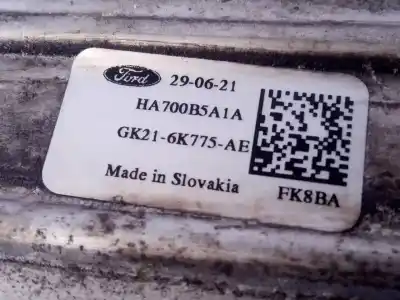 Ford
29-06-21
HA700B5A1A
GK21-6K775-AE
Made in Slovakia
FK8BA